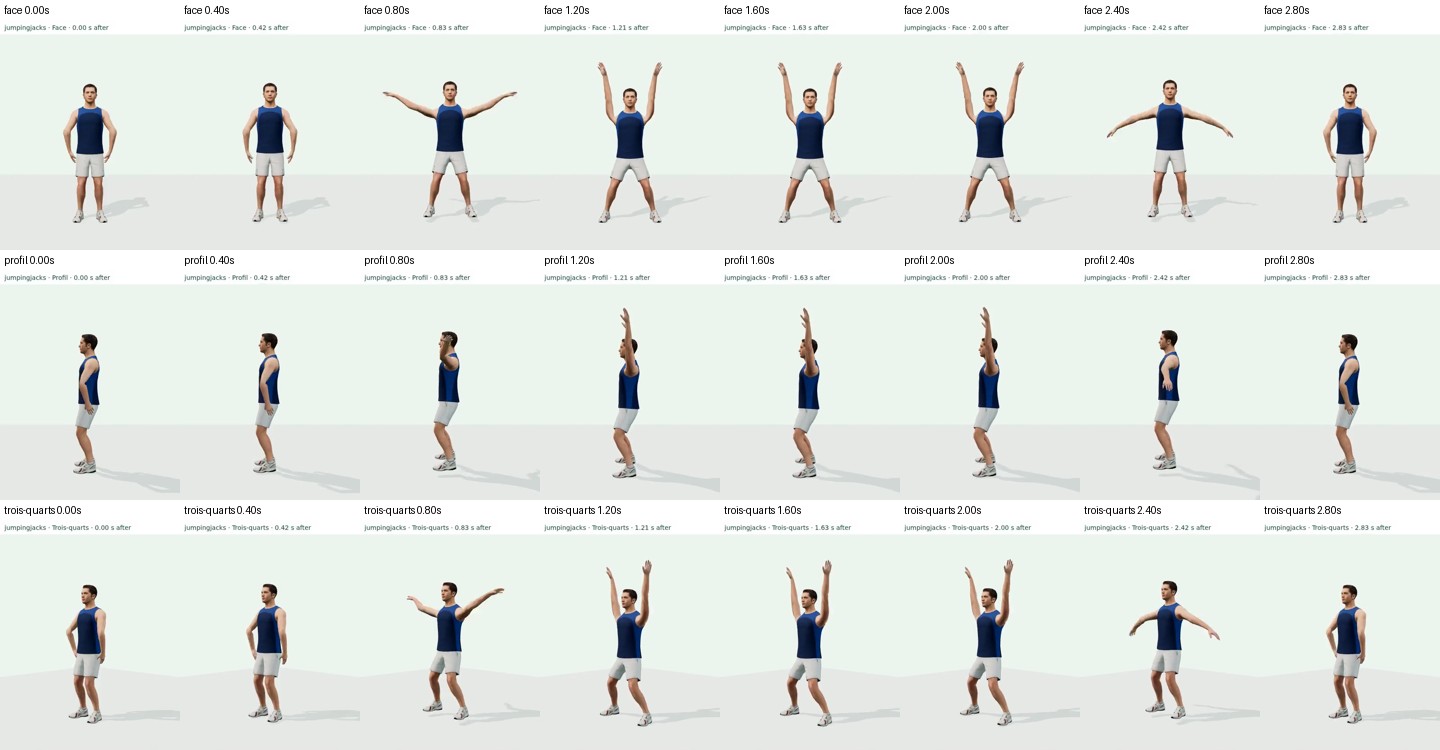 face 0.00s face 0.40s face 0.80s face 1.20s face 1.60s face 2.00s face 2.40s face 2.80s
jumpingjacks · Face · 0.00 s after jumpingjacks · Face · 0.42 s after jumpingjacks · Face · 0.83 s after jumpingjacks · Face · 1.21 s after jumpingjacks · Face · 1.63 s after jumpingjacks · Face · 2.00 s after jumpingjacks · Face · 2.42 s after jumpingjacks · Face · 2.83 s after
profil 0.00s profil 0.40s profil 0.80s profil 1.20s profil 1.60s profil 2.00s profil 2.40s profil 2.80s
jumpingjacks · Profil · 0.00 s after jumpingjacks · Profil · 0.42 s after jumpingjacks · Profil · 0.83 s after jumpingjacks · Profil · 1.21 s after jumpingjacks · Profil · 1.63 s after jumpingjacks · Profil · 2.00 s after jumpingjacks · Profil · 2.42 s after jumpingjacks · Profil · 2.83 s after
trois-quarts 0.00s trois-quarts 0.40s trois-quarts 0.80s trois-quarts 1.20s trois-quarts 1.60s trois-quarts 2.00s trois-quarts 2.40s trois-quarts 2.80s
jumpingjacks · Trois-quarts · 0.00 s after jumpingjacks · Trois-quarts · 0.42 s after jumpingjacks · Trois-quarts · 0.83 s after jumpingjacks · Trois-quarts · 1.21 s after jumpingjacks · Trois-quarts · 1.63 s after jumpingjacks · Trois-quarts · 2.00 s after jumpingjacks · Trois-quarts · 2.42 s after jumpingjacks · Trois-quarts · 2.83 s after